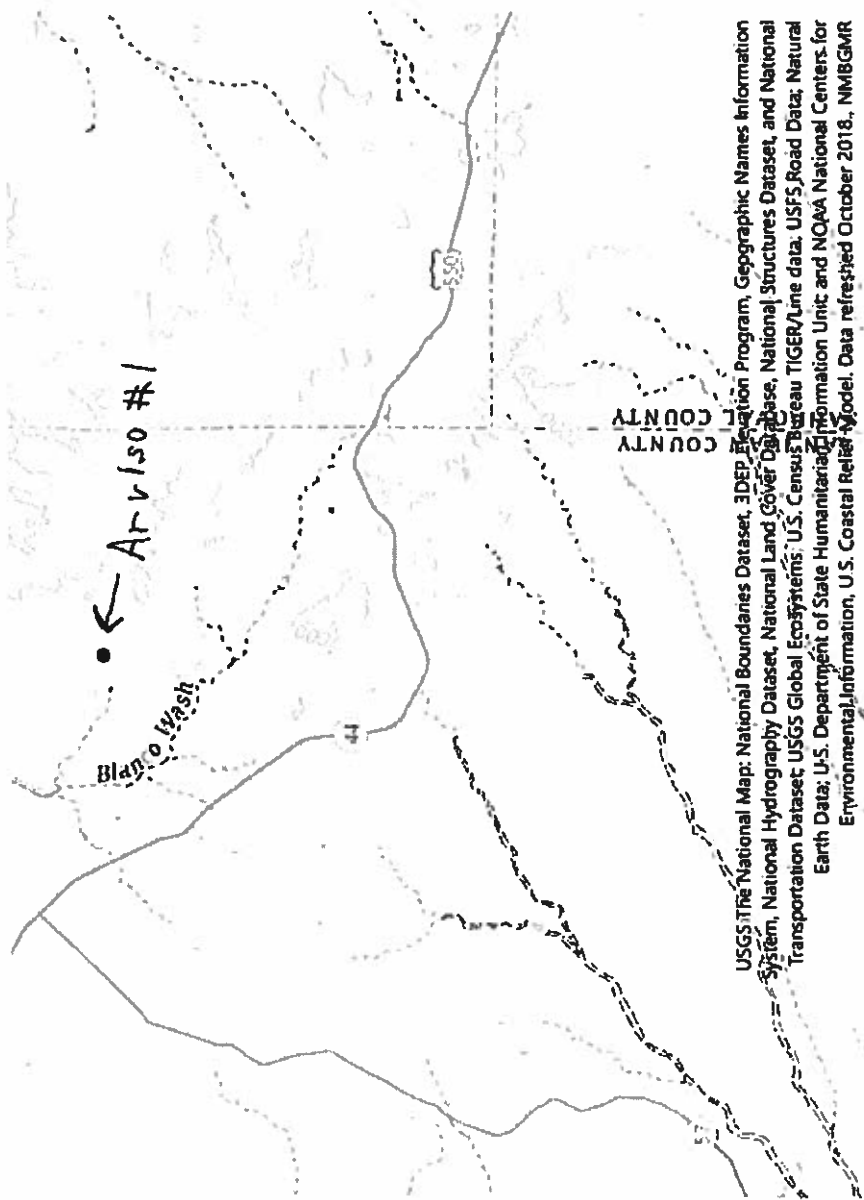 Arviso #1
Blanco Wash
550
44
57
COUNTY
COUNTY
USGS The National Map: National Boundaries Dataset, 3DEP Elevation Program, Geographic Names Information
System, National Hydrography Dataset, National Land Cover Database, National Structures Dataset, and National
Transportation Dataset; USGS Global Ecosystems; U.S. Census Bureau TIGER/Line data; USFS Road Data; Natural
Earth Data; U.S. Department of State Humanitarian Information Unit; and NOAA National Centers for
Environmental Information, U.S. Coastal Relief Model. Data refreshed October 2018., NMBGMR